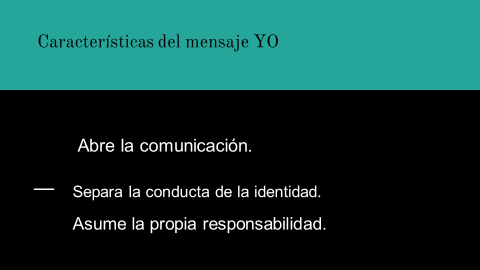 Características del mensaje YO
Abre la comunicación.
Separa la conducta de la identidad.
Asume la propia responsabilidad.